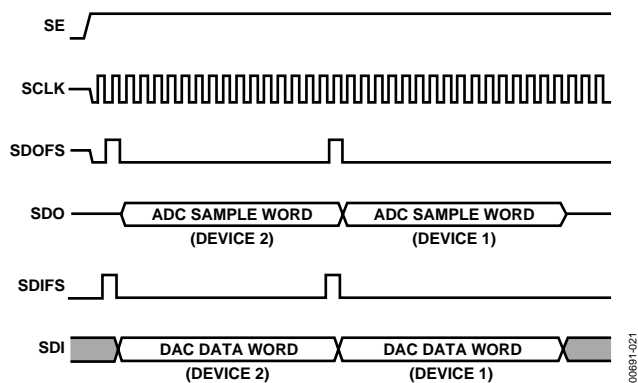 SE
SCLK
SDOFS
SDO
ADC SAMPLE WORD
(DEVICE 2)
ADC SAMPLE WORD
(DEVICE 1)
SDIFS
SDI
DAC DATA WORD
(DEVICE 2)
DAC DATA WORD
(DEVICE 1)
00691-021